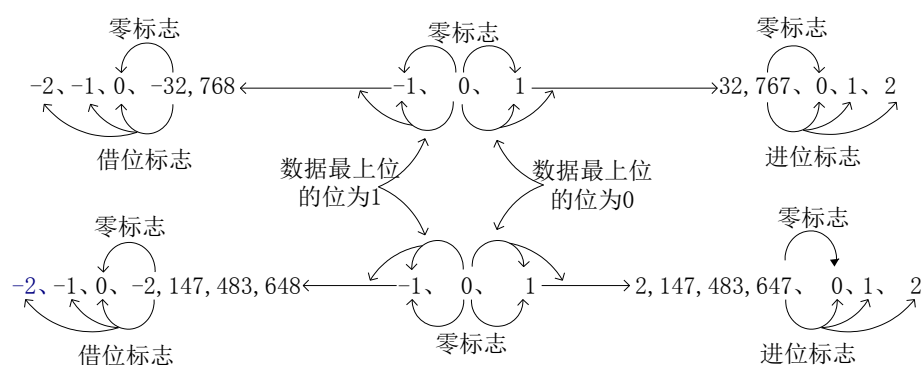 零标志
零标志
零标志
-2、-1、0、-32,768
-1、 0、 1
32,767、0、1、2
借位标志
进位标志
数据最上位
的位为1
数据最上位
的位为0
零标志
零标志
-2、-1、0、-2,147,483,648
-1、 0、 1
2,147,483,647、 0、1、 2
借位标志
零标志
进位标志